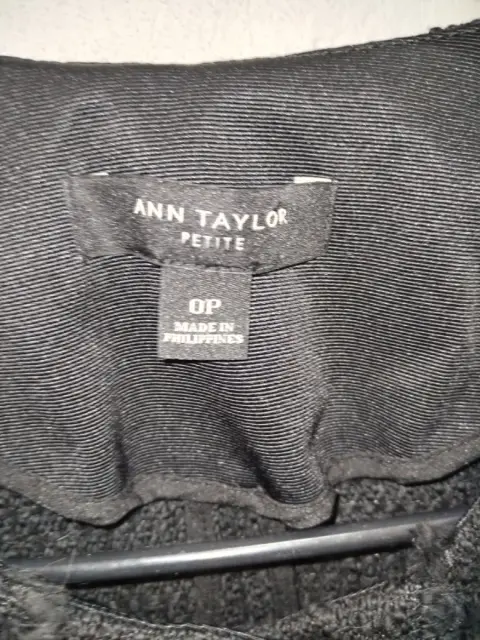 ANN TAYLOR
PETITE
0P
MADE IN
PHILIPPINES